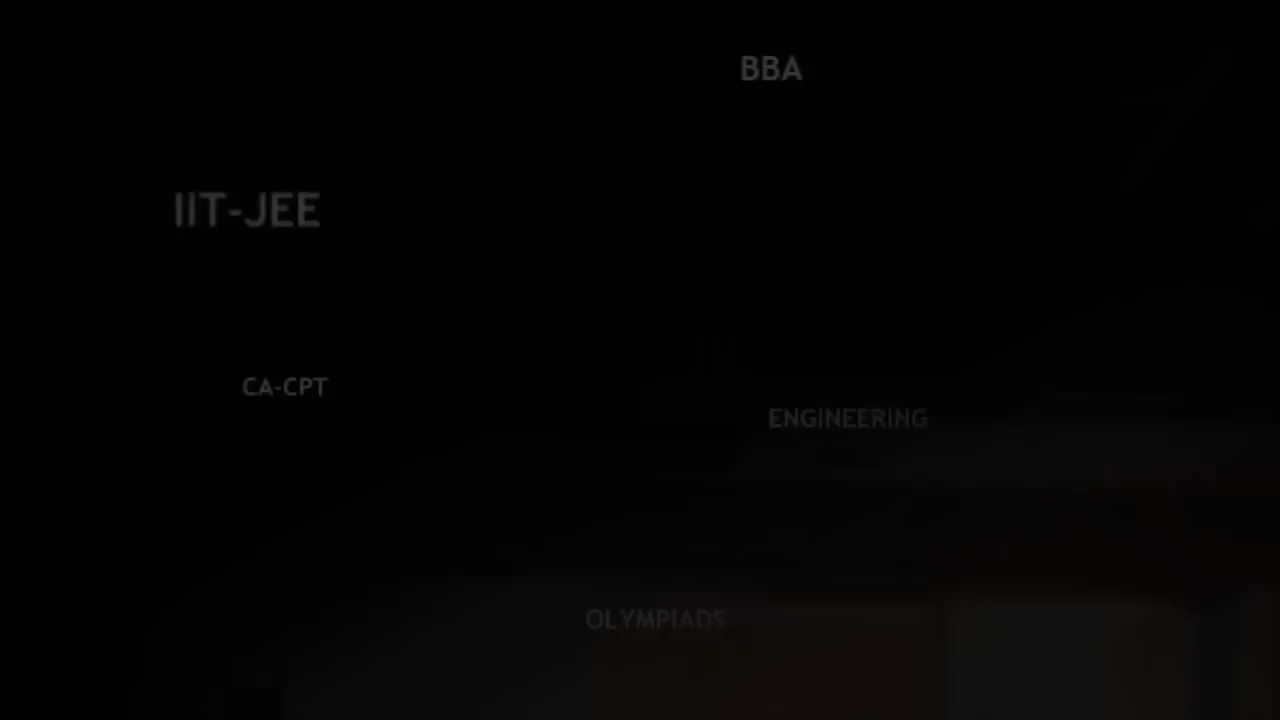 BBA
IIT-JEE
CA-CPT
ENGINEERING
OLYMPIADS